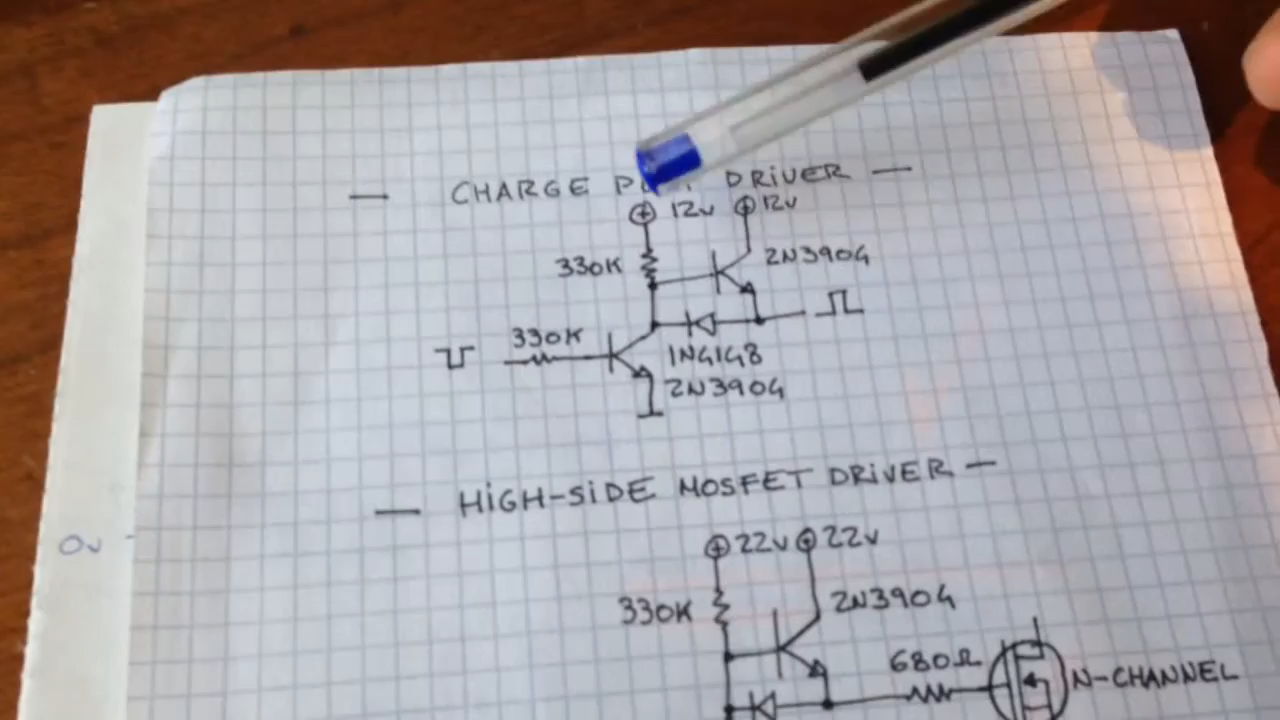 — CHARGE DRiVER —
12v 12v
330K 2N3904
330K 1N4148
2N3904
— HiGH-SiDE MOSFET DRiVER —
22v 22v
330K 2N3904
680Ω N-CHANNEL
0v